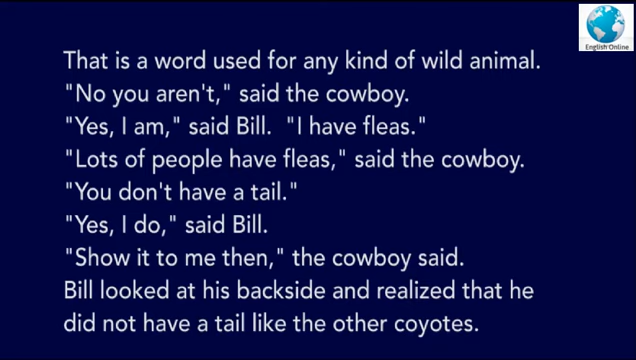 English Online
That is a word used for any kind of wild animal.
"No you aren't," said the cowboy.
"Yes, I am," said Bill.  "I have fleas."
"Lots of people have fleas," said the cowboy.
"You don't have a tail."
"Yes, I do," said Bill.
"Show it to me then," the cowboy said.
Bill looked at his backside and realized that he
did not have a tail like the other coyotes.